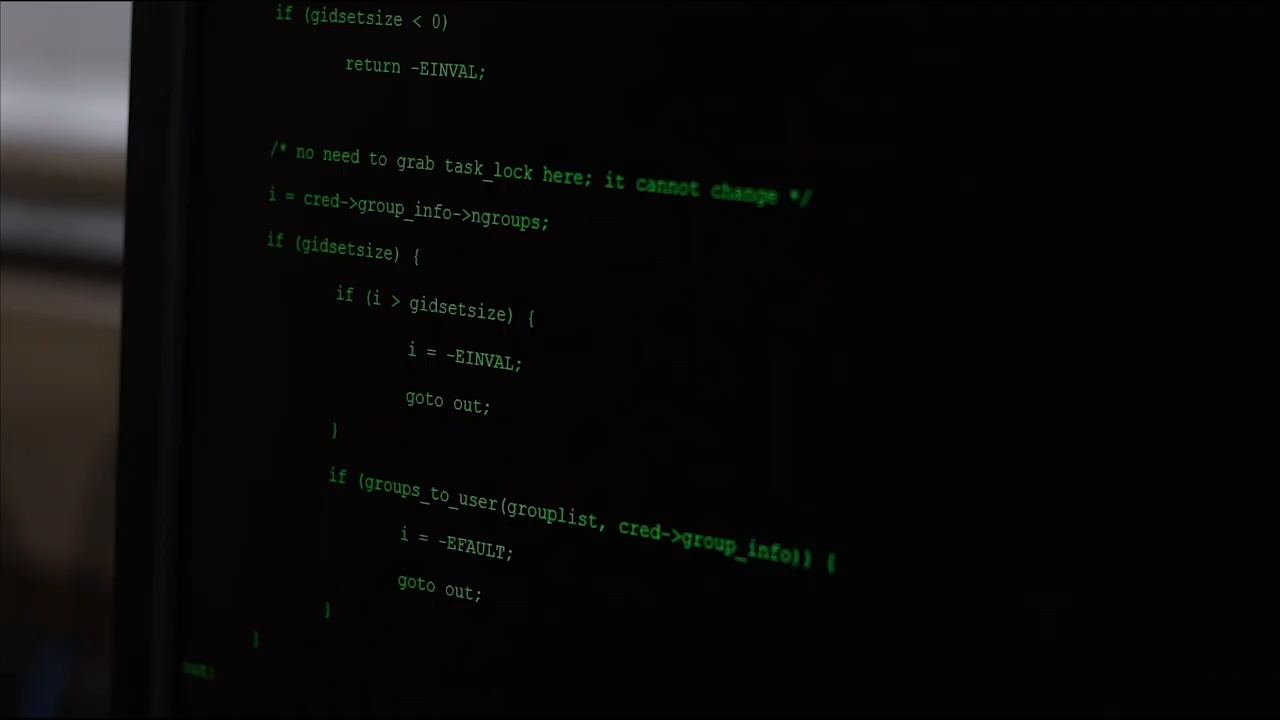 if (gidsetsize < 0)
return -EINVAL;
/* no need to grab task_lock here; it cannot change */
i = cred->group_info->ngroups;
if (gidsetsize) {
if (i > gidsetsize) {
i = -EINVAL;
goto out;
}
if (groups_to_user(grouplist, cred->group_info)) {
i = -EFAULT;
goto out;
}
}
out: